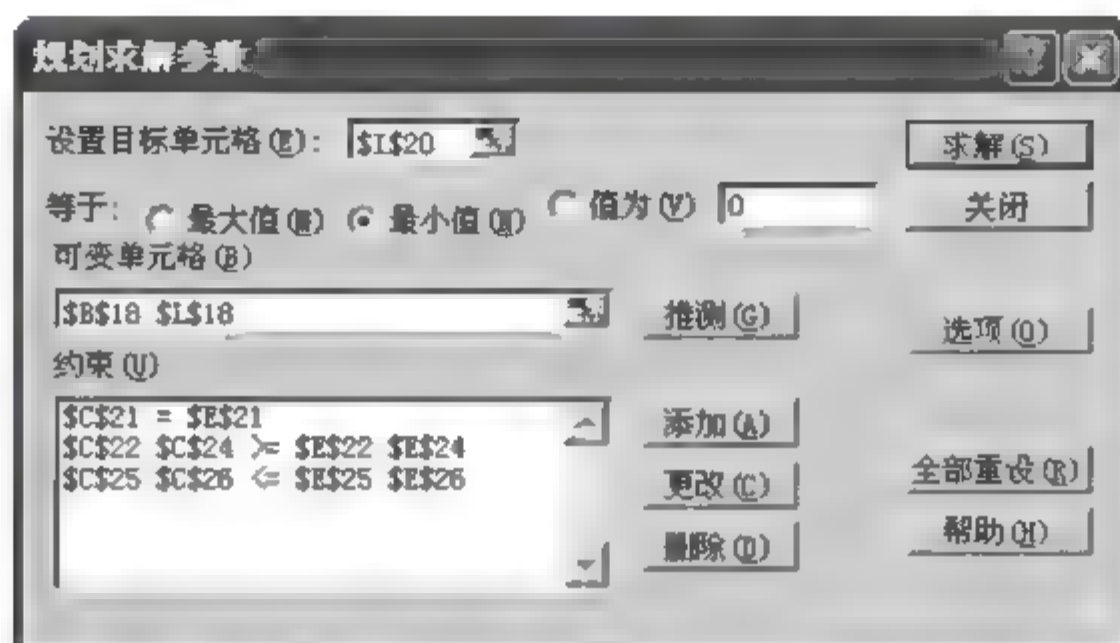 规划求解参数
设置目标单元格(E): $L$20
求解(S)
等于: 最大值(M) 最小值(N) 值为(V) 0
关闭
可变单元格(B)
$B$18 $L$18
推测(G)
选项(O)
约束(U)
$C$21 = $E$21
$C$22 $C$24 >= $E$22 $E$24
$C$25 $C$26 <= $E$25 $E$26
添加(A)
更改(C)
删除(D)
全部重设(R)
帮助(H)